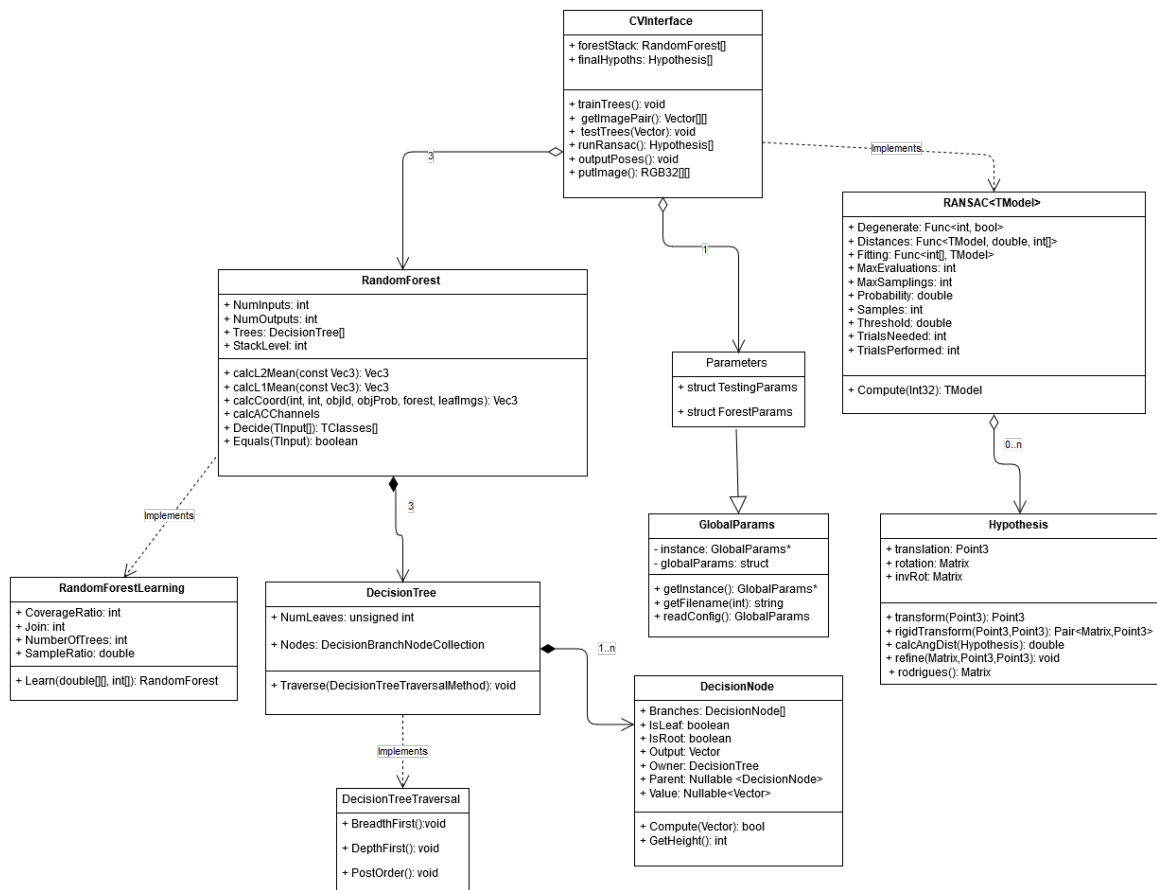 CVInterface
+ forestStack: RandomForest[]
+ finalHypoths: Hypothesis[]
+ trainTrees(): void
+ getImagePair(): Vector[][]
+ testTrees(Vector): void
+ runRansac(): Hypothesis[]
+ outputPoses(): void
+ putImage(): RGB32[][]
3
1
Implements
RANSAC<TModel>
+ Degenerate: Func<int, bool>
+ Distances: Func<TModel, double, int[]>
+ Fitting: Func<int[], TModel>
+ MaxEvaluations: int
+ MaxSamplings: int
+ Probability: double
+ Samples: int
+ Threshold: double
+ TrialsNeeded: int
+ TrialsPerformed: int
+ Compute(Int32): TModel
0..n
RandomForest
+ NumInputs: int
+ NumOutputs: int
+ Trees: DecisionTree[]
+ StackLevel: int
+ calcL2Mean(const Vec3): Vec3
+ calcL1Mean(const Vec3): Vec3
+ calcCoord(int, int, objId, objProb, forest, leafImgs): Vec3
+ calcACChannels
+ Decide(TInput[]): TClasses[]
+ Equals(TInput): boolean
Implements
3
Parameters
+ struct TestingParams
+ struct ForestParams
GlobalParams
- instance: GlobalParams*
- globalParams: struct
+ getInstance(): GlobalParams*
+ getFilename(int): string
+ readConfig(): GlobalParams
Hypothesis
+ translation: Point3
+ rotation: Matrix
+ invRot: Matrix
+ transform(Point3): Point3
+ rigidTransform(Point3,Point3): Pair<Matrix,Point3>
+ calcAngDist(Hypothesis): double
+ refine(Matrix,Point3,Point3): void
+ rodrigues(): Matrix
RandomForestLearning
+ CoverageRatio: int
+ Join: int
+ NumberOfTrees: int
+ SampleRatio: double
+ Learn(double[][], int[]): RandomForest
DecisionTree
+ NumLeaves: unsigned int
+ Nodes: DecisionBranchNodeCollection
+ Traverse(DecisionTreeTraversalMethod): void
1..n
Implements
DecisionNode
+ Branches: DecisionNode[]
+ IsLeaf: boolean
+ IsRoot: boolean
+ Output: Vector
+ Owner: DecisionTree
+ Parent: Nullable <DecisionNode>
+ Value: Nullable<Vector>
+ Compute(Vector): bool
+ GetHeight(): int
DecisionTreeTraversal
+ BreadthFirst():void
+ DepthFirst(): void
+ PostOrder(): void